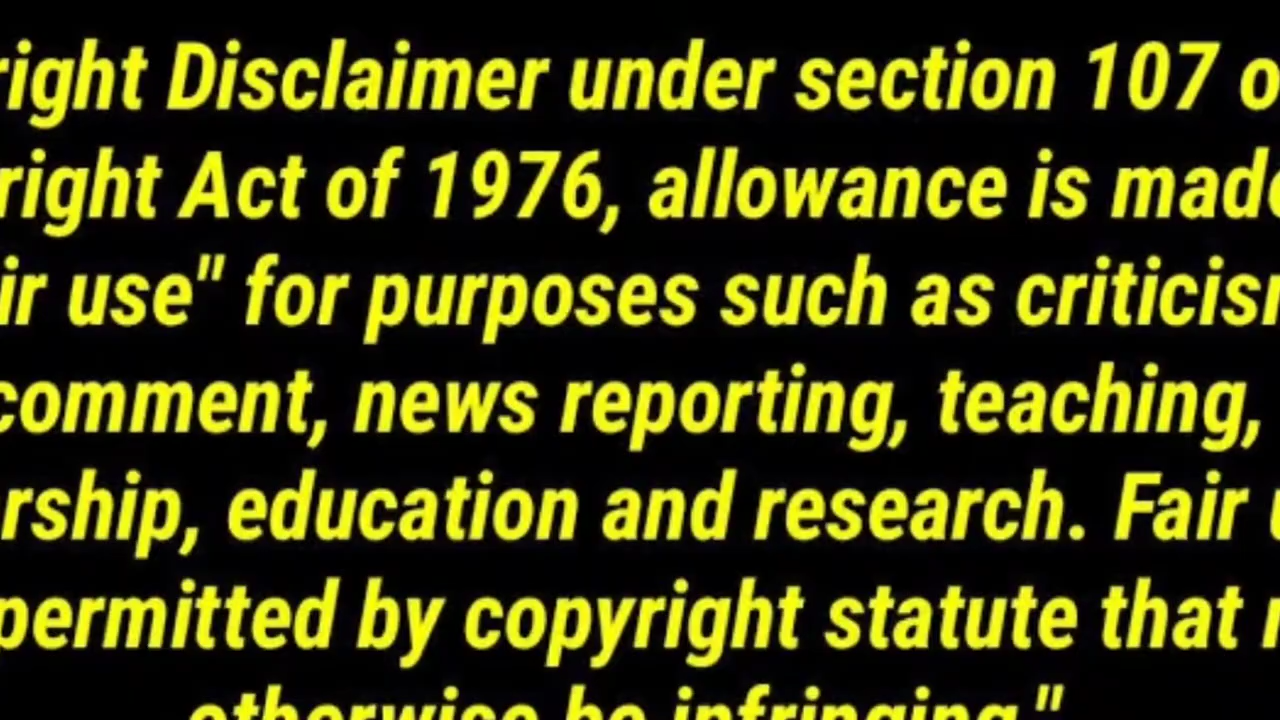 right Disclaimer under section 107 o
right Act of 1976, allowance is made
ir use" for purposes such as criticis
comment, news reporting, teaching,
rship, education and research. Fair
permitted by copyright statute that
otherwise be infringing."